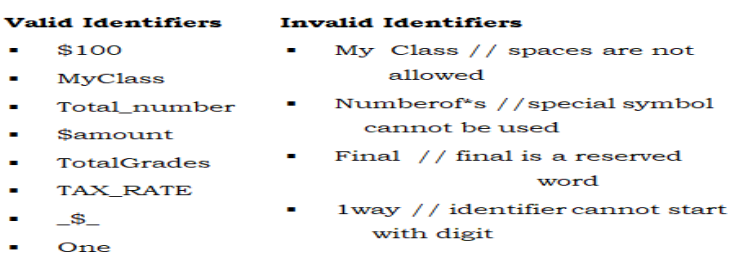 Valid Identifiers
▪ $100
▪ MyClass
▪ Total_number
▪ $amount
▪ TotalGrades
▪ TAX_RATE
▪ _$_
▪ One
Invalid Identifiers
▪ My Class // spaces are not
allowed
▪ Numberof*s //special symbol
cannot be used
▪ Final // final is a reserved
word
▪ 1way // identifier cannot start
with digit